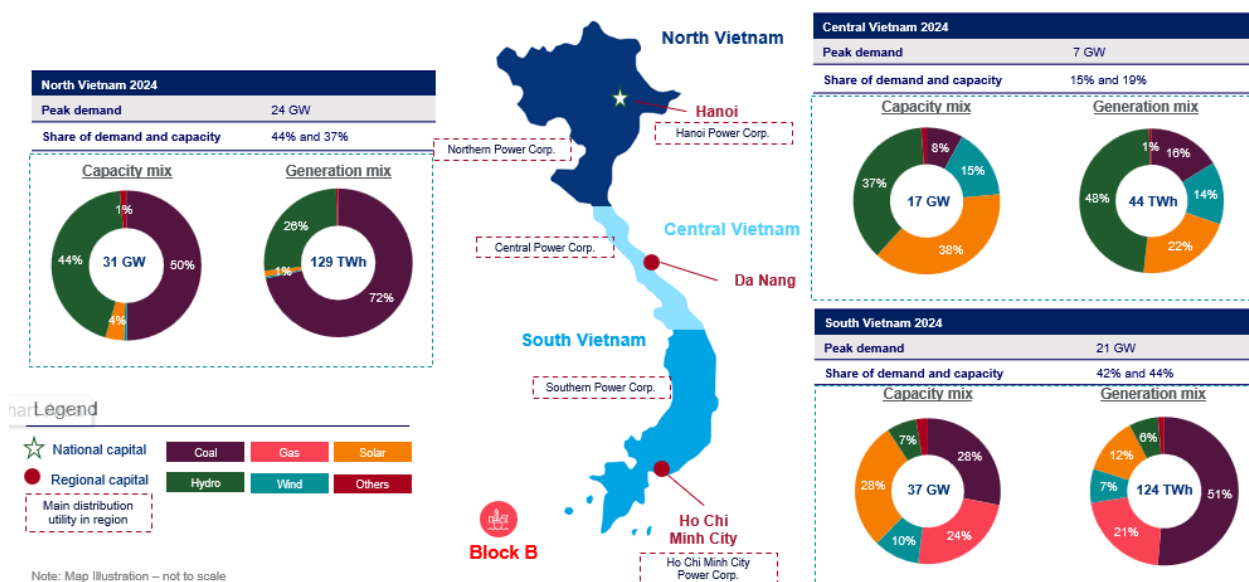 North Vietnam 2024
Peak demand 24 GW
Share of demand and capacity 44% and 37%
Capacity mix Generation mix
1%
44%
31 GW
50%
4%
26%
1%
129 TWh
72%
North Vietnam
Hanoi
Hanoi Power Corp.
Northern Power Corp.
Central Vietnam
Central Power Corp.
Da Nang
South Vietnam
Southern Power Corp.
Ho Chi
Minh City
Ho Chi Minh City
Power Corp.
Block B
Central Vietnam 2024
Peak demand 7 GW
Share of demand and capacity 15% and 19%
Capacity mix Generation mix
8%
15%
37%
17 GW
38%
1%
16%
14%
48%
44 TWh
22%
South Vietnam 2024
Peak demand 21 GW
Share of demand and capacity 42% and 44%
Capacity mix Generation mix
7%
28%
28%
37 GW
10%
24%
6%
12%
7%
124 TWh
51%
21%
Legend
National capital
Regional capital
Main distribution
utility in region
Coal Gas Solar
Hydro Wind Others
Note: Map Illustration – not to scale